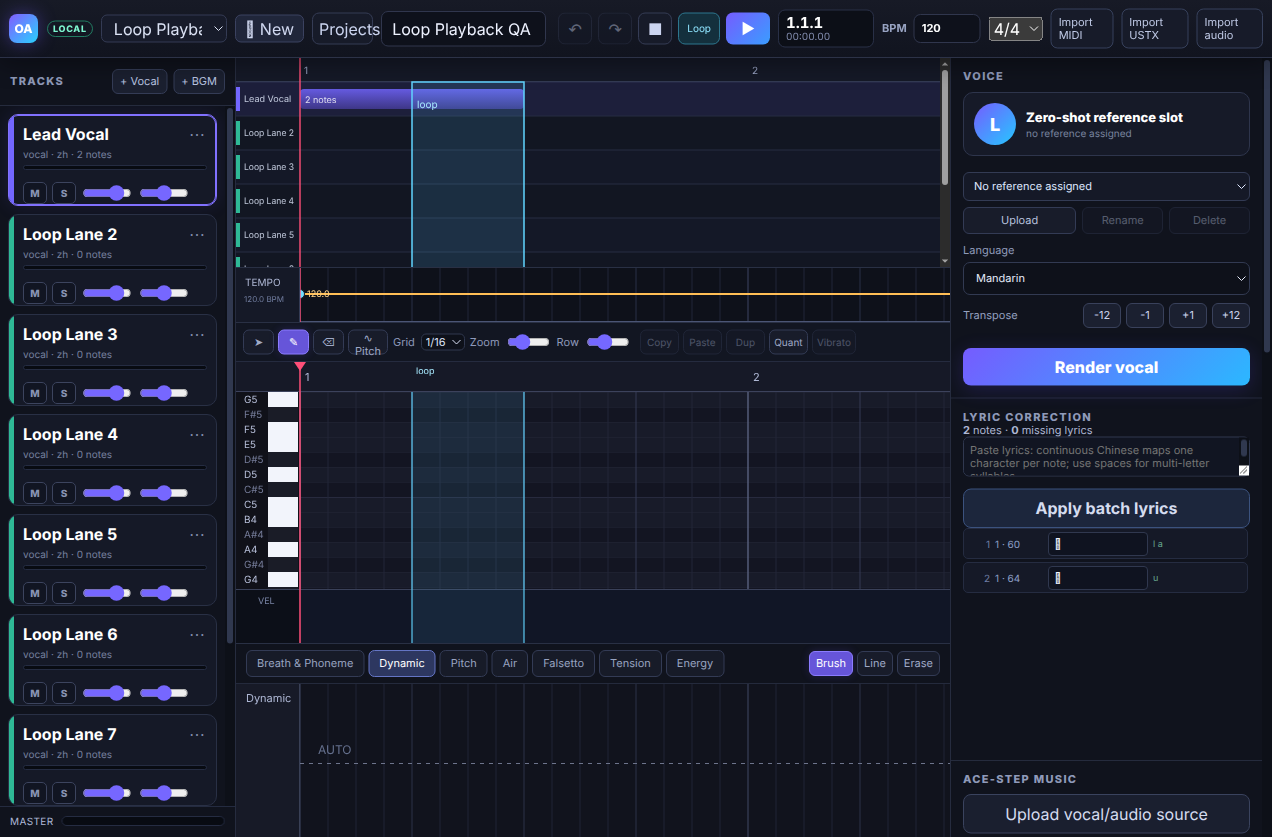 OA
LOCAL
Loop Playba
New
Projects
Loop Playback QA
Loop
1.1.1
00:00.00
BPM
120
4/4
Import MIDI
Import USTX
Import audio
TRACKS
+ Vocal
+ BGM
Lead Vocal
vocal · zh · 2 notes
M
S
Loop Lane 2
vocal · zh · 0 notes
M
S
Loop Lane 3
vocal · zh · 0 notes
M
S
Loop Lane 4
vocal · zh · 0 notes
M
S
Loop Lane 5
vocal · zh · 0 notes
M
S
Loop Lane 6
vocal · zh · 0 notes
M
S
Loop Lane 7
vocal · zh · 0 notes
M
S
MASTER
1
2
Lead Vocal
2 notes
loop
Loop Lane 2
Loop Lane 3
Loop Lane 4
Loop Lane 5
TEMPO
120.0 BPM
120.0
Pitch
Grid
1/16
Zoom
Row
Copy
Paste
Dup
Quant
Vibrato
1
loop
2
G5
F#5
F5
E5
D#5
D5
C#5
C5
B4
A#4
A4
G#4
G4
VEL
Breath & Phoneme
Dynamic
Pitch
Air
Falsetto
Tension
Energy
Brush
Line
Erase
Dynamic
AUTO
VOICE
L
Zero-shot reference slot
no reference assigned
No reference assigned
Upload
Rename
Delete
Language
Mandarin
Transpose
-12
-1
+1
+12
Render vocal
LYRIC CORRECTION
2 notes · 0 missing lyrics
Paste lyrics: continuous Chinese maps one
character per note; use spaces for multi-letter
Apply batch lyrics
1 1 · 60
l a
2 1 · 64
u
ACE-STEP MUSIC
Upload vocal/audio source